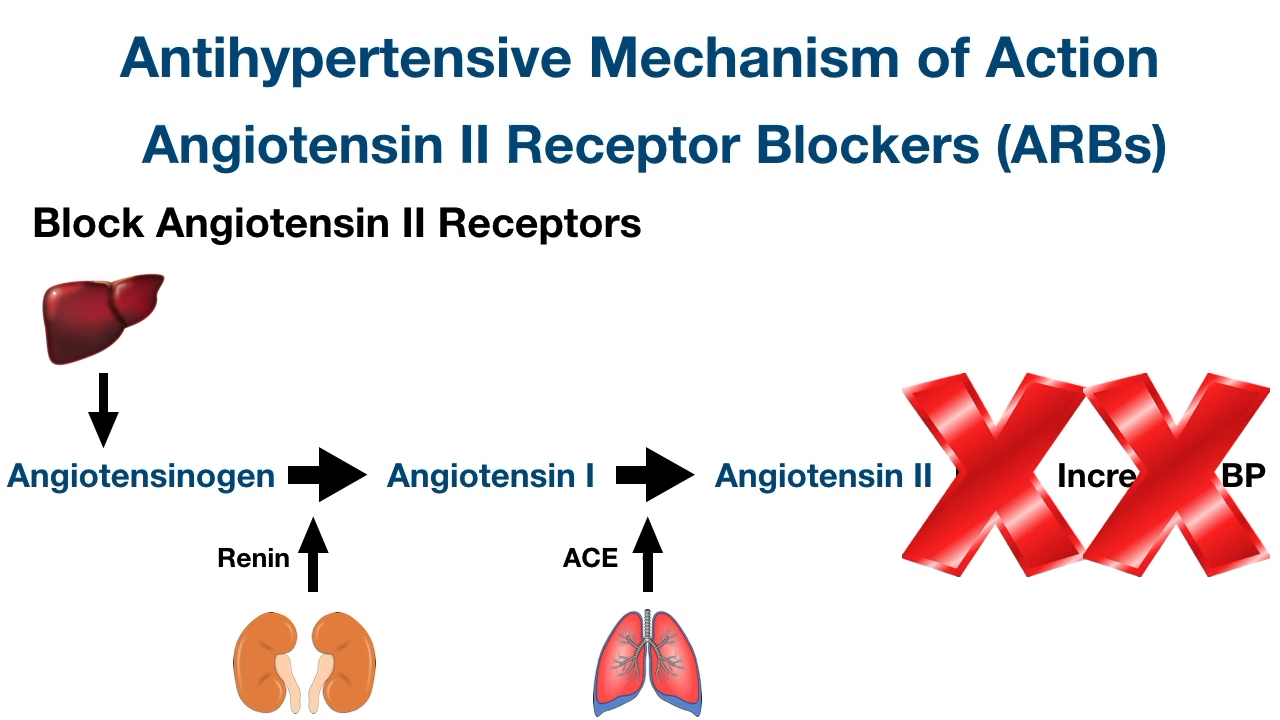 Antihypertensive Mechanism of Action
Angiotensin II Receptor Blockers (ARBs)
Block Angiotensin II Receptors
Angiotensinogen Angiotensin I Angiotensin II BP
Renin ACE